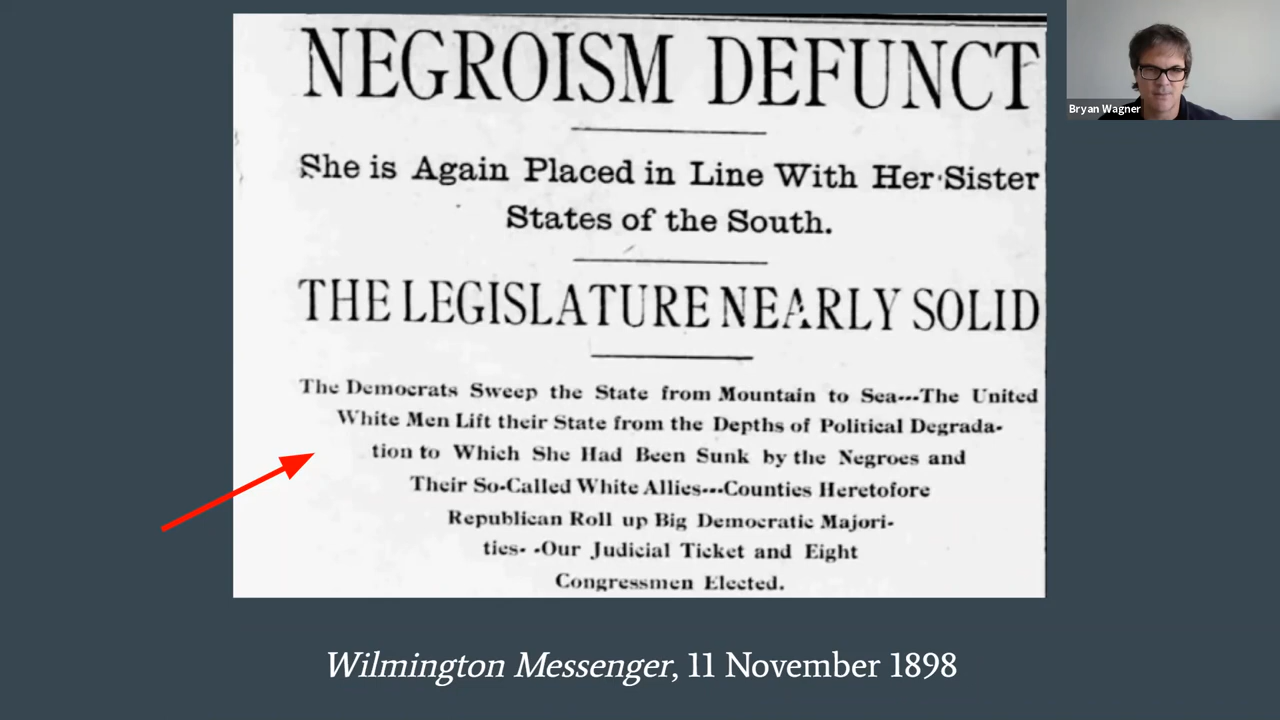 NEGROISM DEFUNCT
She is Again Placed in Line With Her Sister
States of the South.
THE LEGISLATURE NEARLY SOLID
The Democrats Sweep the State from Mountain to Sea---The United
White Men Lift their State from the Depths of Political Degrada-
tion to Which She Had Been Sunk by the Negroes and
Their So-Called White Allies---Counties Heretofore
Republican Roll up Big Democratic Majori-
ties--Our Judicial Ticket and Eight
Congressmen Elected.
Wilmington Messenger, 11 November 1898
Bryan Wagner